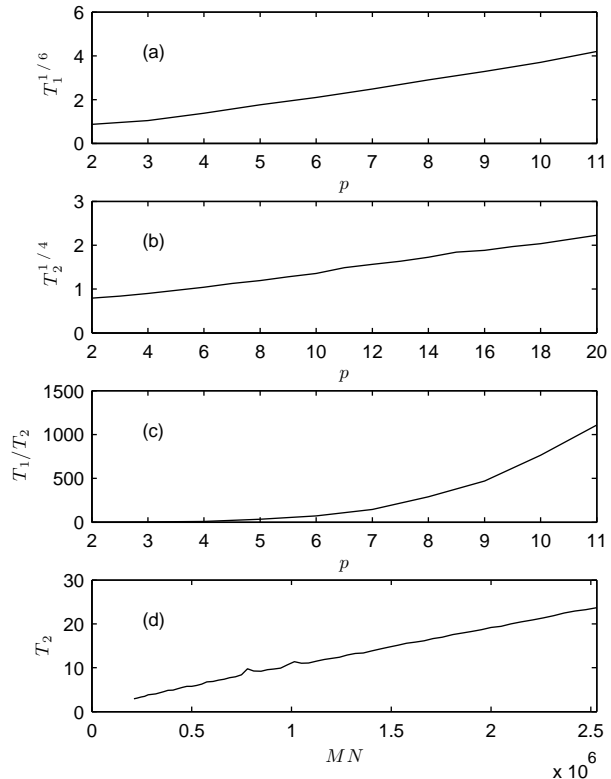 6
4
2
0
T_1^{1/6}
(a)
2 3 4 5 6 7 8 9 10 11
p
3
2
1
0
T_2^{1/4}
(b)
2 4 6 8 10 12 14 16 18 20
p
1500
1000
500
0
T_1/T_2
(c)
2 3 4 5 6 7 8 9 10 11
p
30
20
10
0
T_2
(d)
0 0.5 1 1.5 2 2.5
MN
x 10^6